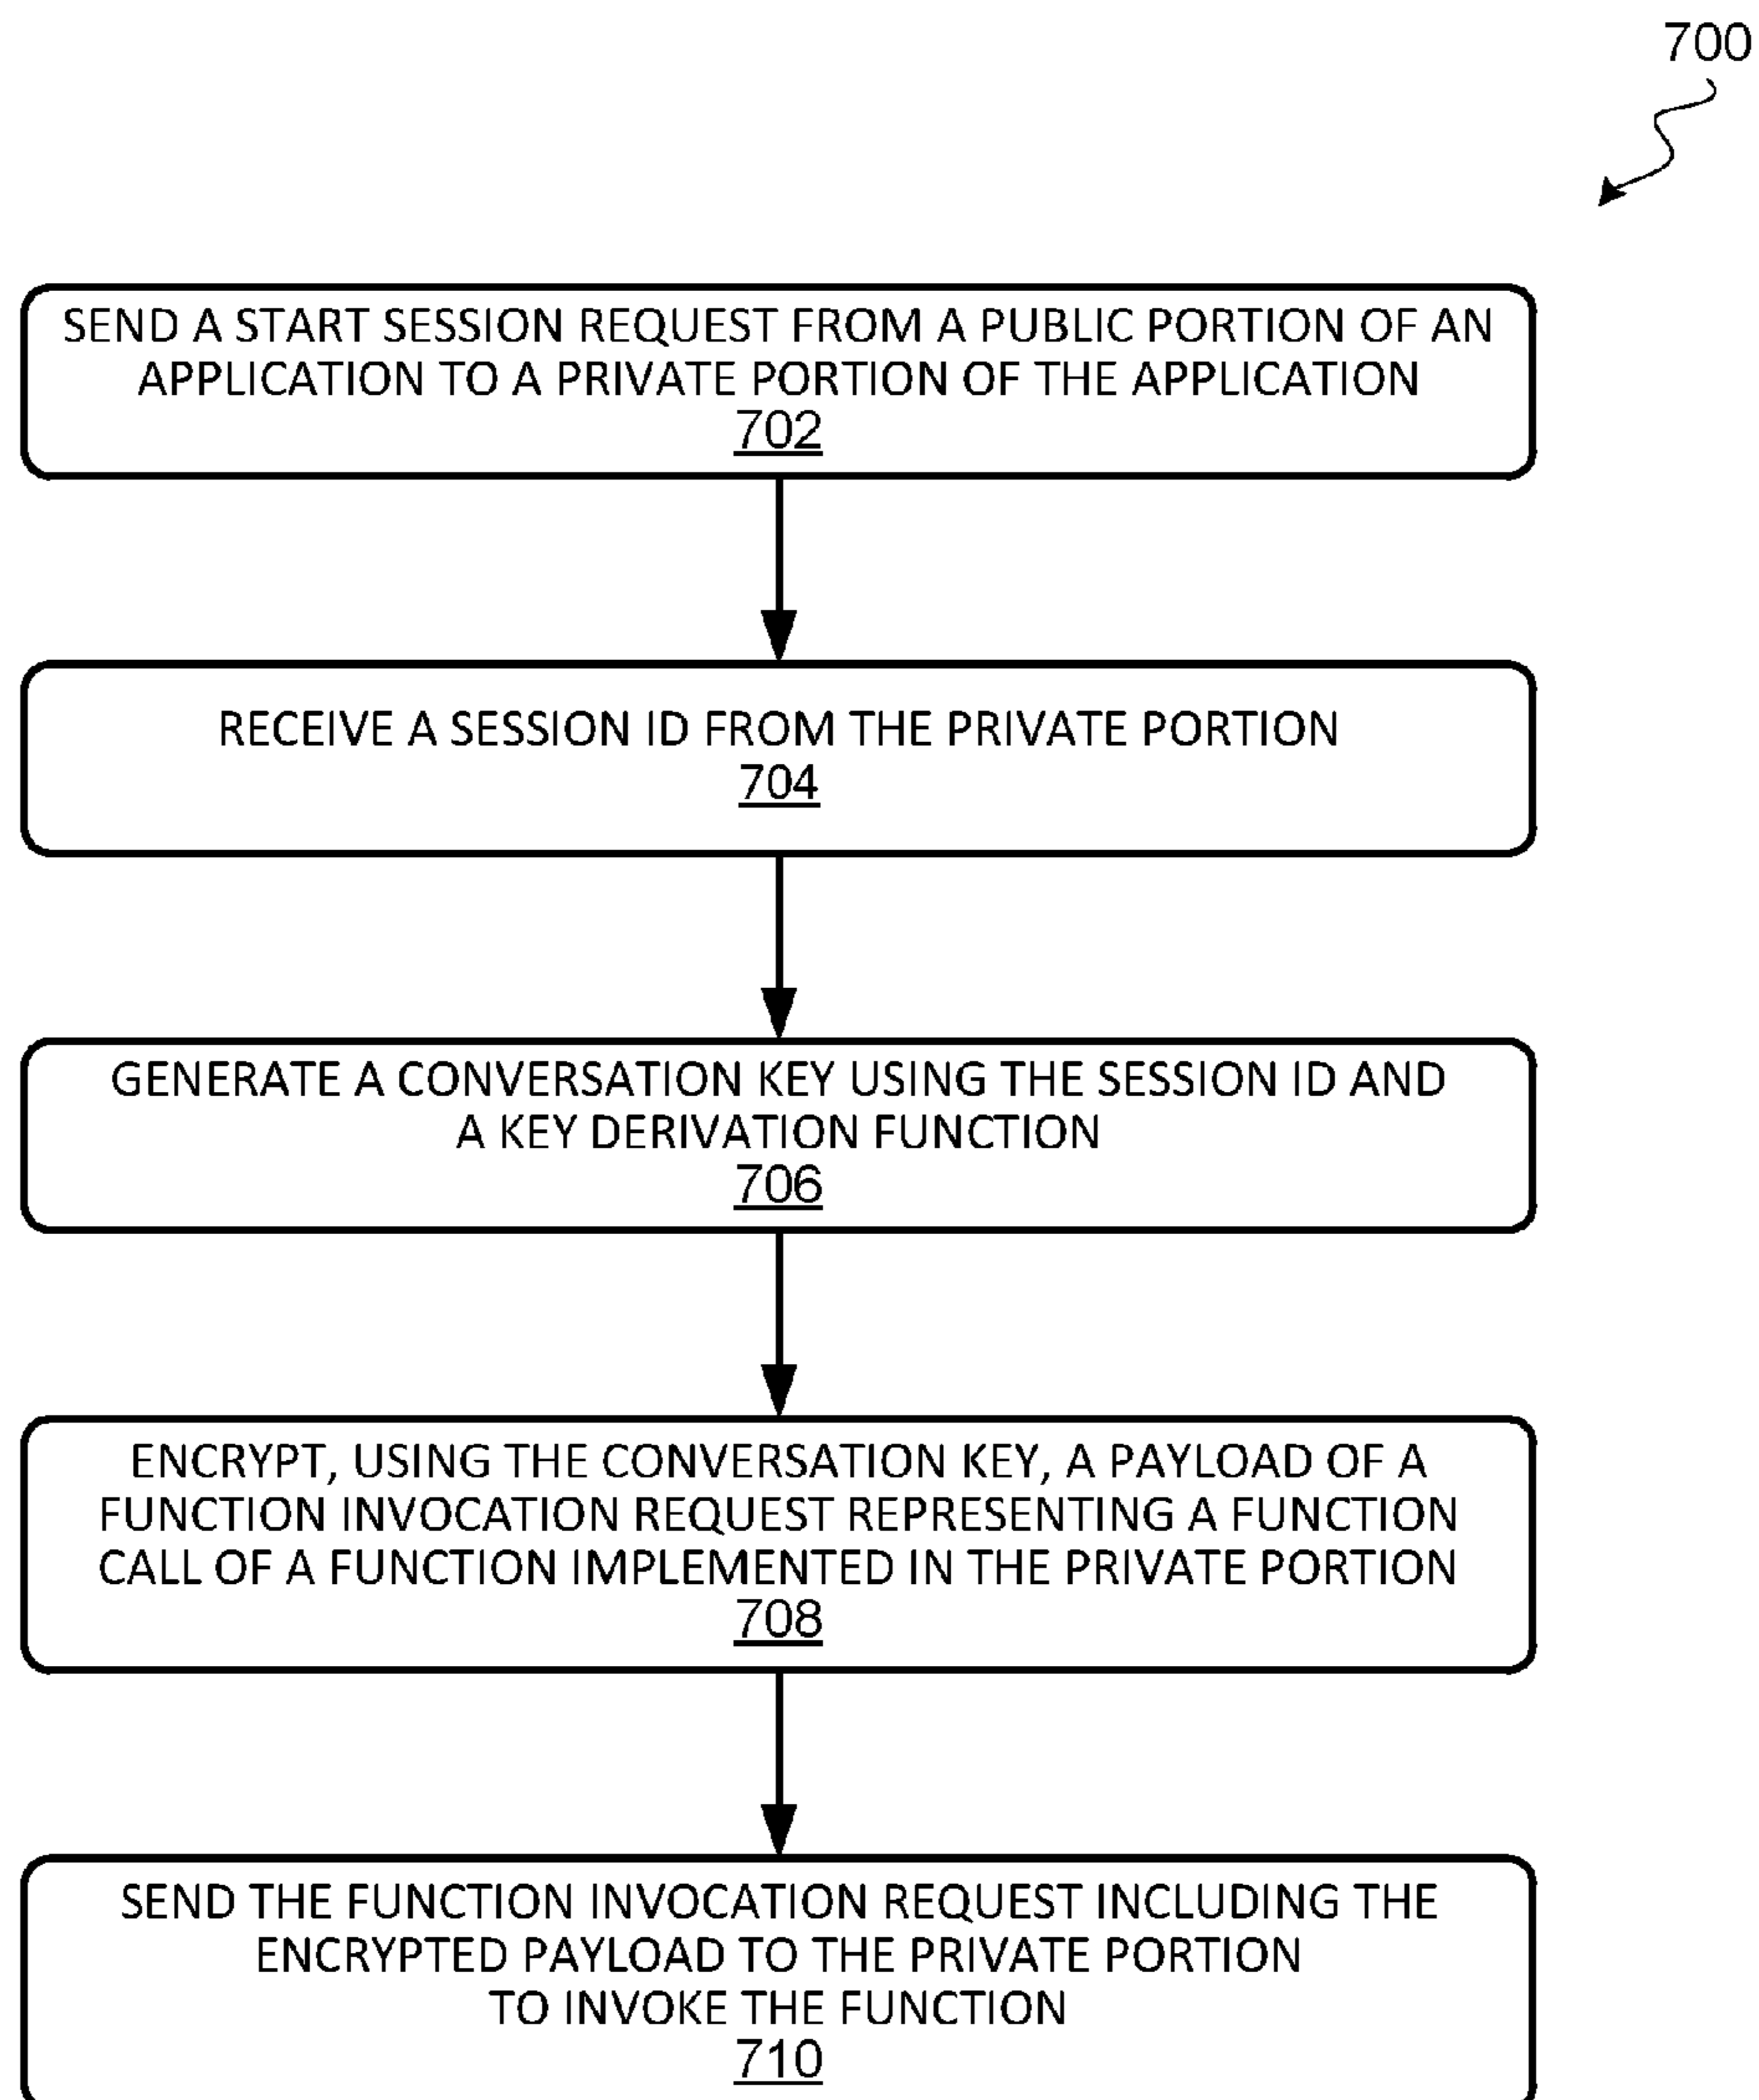 700
SEND A START SESSION REQUEST FROM A PUBLIC PORTION OF AN
APPLICATION TO A PRIVATE PORTION OF THE APPLICATION
702
RECEIVE A SESSION ID FROM THE PRIVATE PORTION
704
GENERATE A CONVERSATION KEY USING THE SESSION ID AND
A KEY DERIVATION FUNCTION
706
ENCRYPT, USING THE CONVERSATION KEY, A PAYLOAD OF A
FUNCTION INVOCATION REQUEST REPRESENTING A FUNCTION
CALL OF A FUNCTION IMPLEMENTED IN THE PRIVATE PORTION
708
SEND THE FUNCTION INVOCATION REQUEST INCLUDING THE
ENCRYPTED PAYLOAD TO THE PRIVATE PORTION
TO INVOKE THE FUNCTION
710